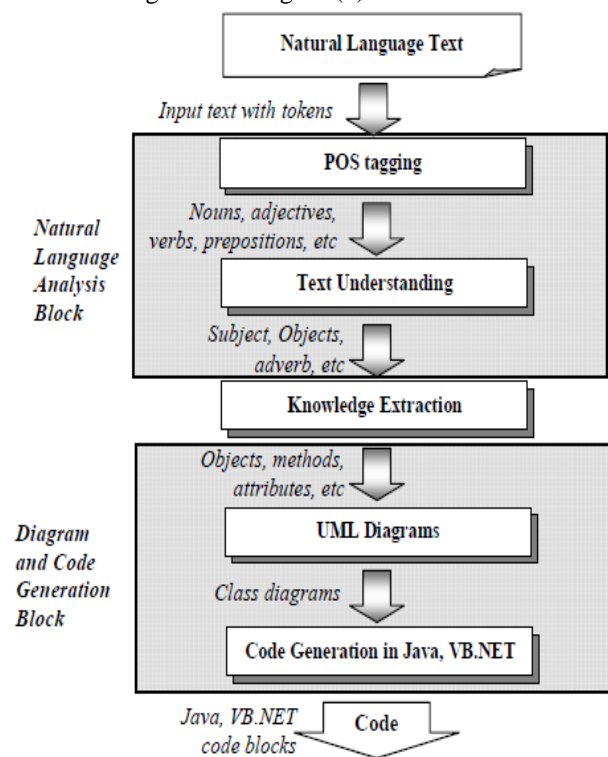 Natural Language Text
Input text with tokens
POS tagging
Nouns, adjectives,
verbs, prepositions, etc
Natural
Language
Analysis
Block
Text Understanding
Subject, Objects,
adverb, etc
Knowledge Extraction
Objects, methods,
attributes, etc
UML Diagrams
Diagram
and Code
Generation
Block
Class diagrams
Code Generation in Java, VB.NET
Java, VB.NET
code blocks
Code